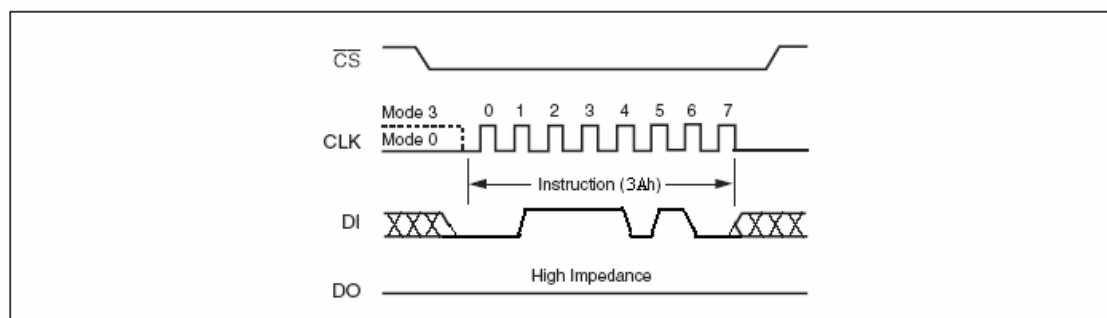 CS
Mode 3 0 1 2 3 4 5 6 7
CLK Mode 0
Instruction (3Ah)
DI
High Impedance
DO